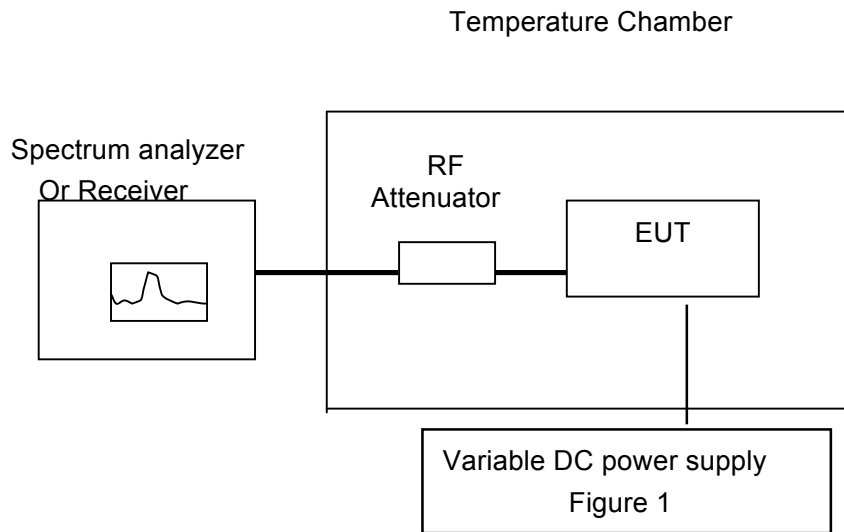 Temperature Chamber
Spectrum analyzer
Or Receiver
RF
Attenuator
EUT
Variable DC power supply
Figure 1